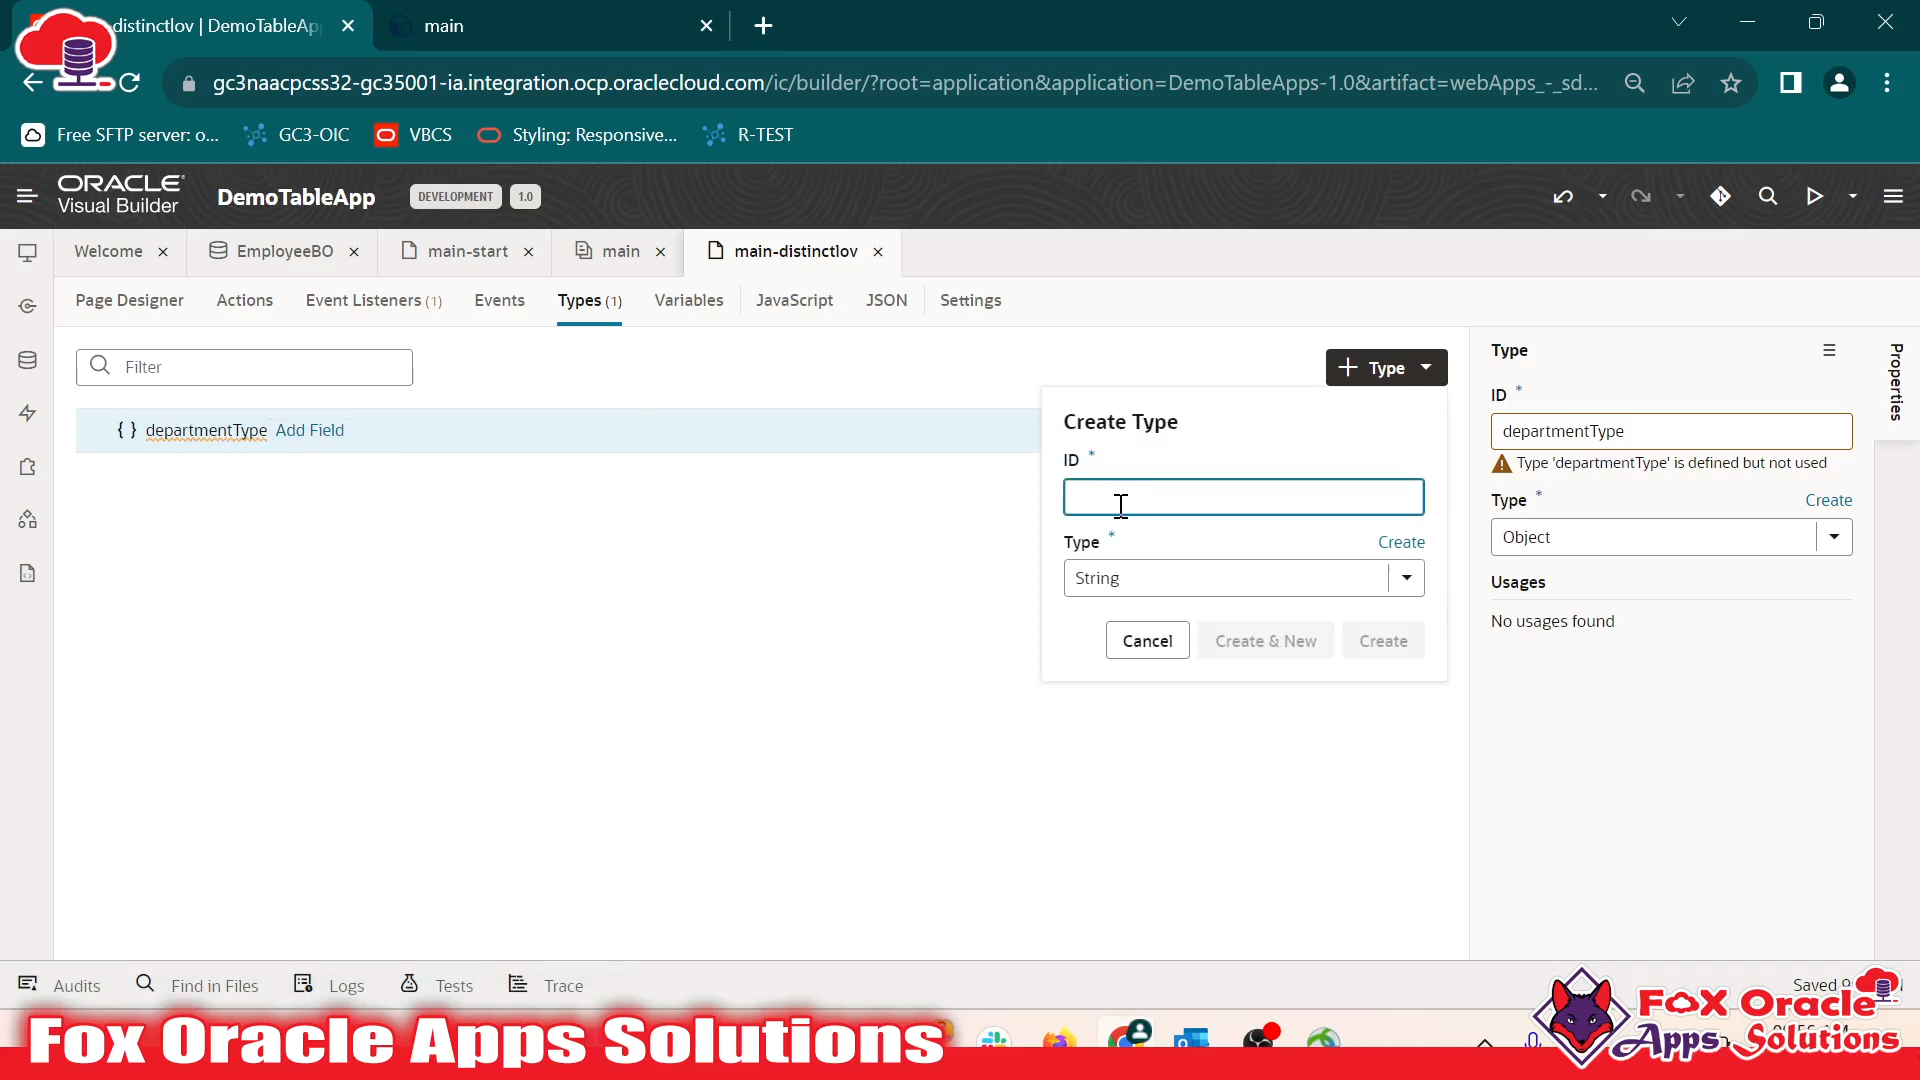 distinctlov | DemoTableAp
main
gc3naacpcss32-gc35001-ia.integration.ocp.oraclecloud.com/ic/builder/?root=application&application=DemoTableApps-1.0&artifact=webApps_-_sd...
Free SFTP server: o...
GC3-OIC
VBCS
Styling: Responsive...
R-TEST
ORACLE
Visual Builder
DemoTableApp
DEVELOPMENT
1.0
Welcome
EmployeeBO
main-start
main
main-distinctlov
Page Designer
Actions
Event Listeners (1)
Events
Types (1)
Variables
JavaScript
JSON
Settings
Filter
+ Type
{ } departmentType Add Field
Create Type
ID *
Type *
Create
String
Cancel
Create & New
Create
Type
ID *
departmentType
Type 'departmentType' is defined but not used
Type *
Create
Object
Usages
No usages found
Properties
Audits
Find in Files
Logs
Tests
Trace
Saved
Fox Oracle Apps Solutions
FOX Oracle
Apps Solutions